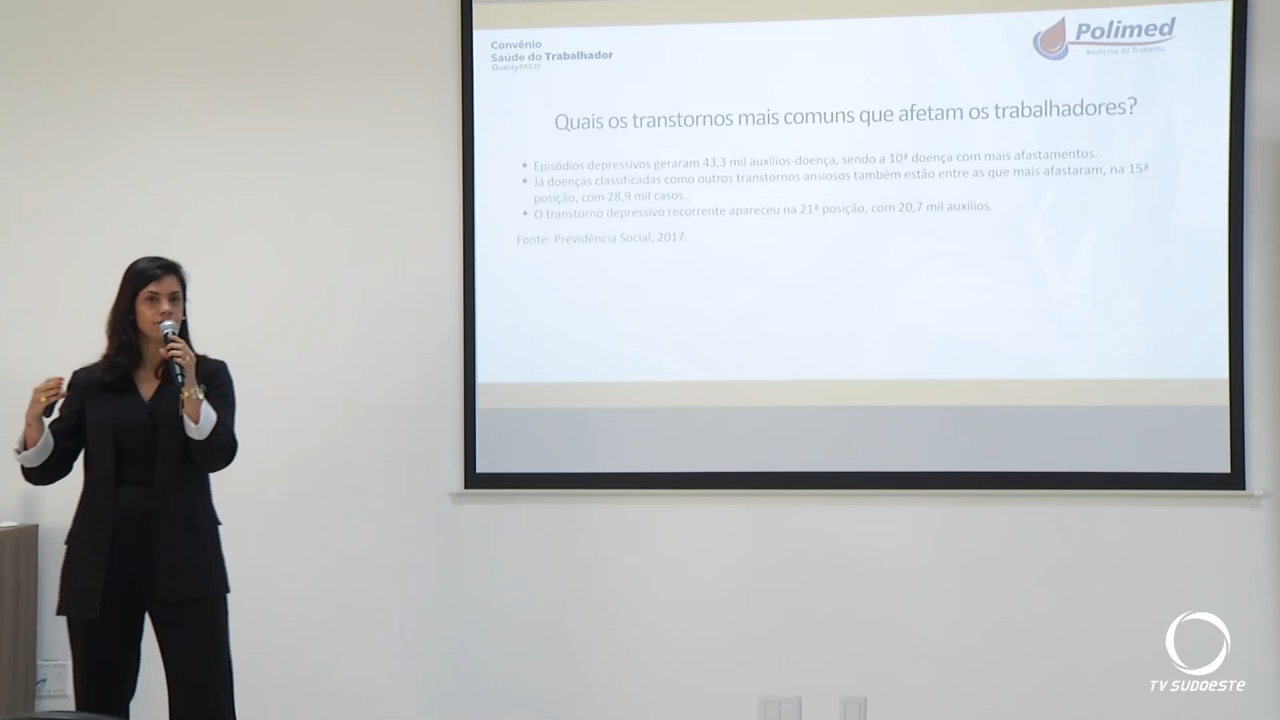 Convênio
Saúde do Trabalhador
QualityMED
Polimed
Medicina do Trabalho
Quais os transtornos mais comuns que afetam os trabalhadores?
• Episódios depressivos geraram 43,3 mil auxílios-doença, sendo a 10ª doença com mais afastamentos.
• Já doenças classificadas como outros transtornos ansiosos também estão entre as que mais afastaram, na 15ª
posição, com 28,9 mil casos.
• O transtorno depressivo recorrente apareceu na 21ª posição, com 20,7 mil auxílios.
Fonte: Previdência Social, 2017.
TV SUDOESTE